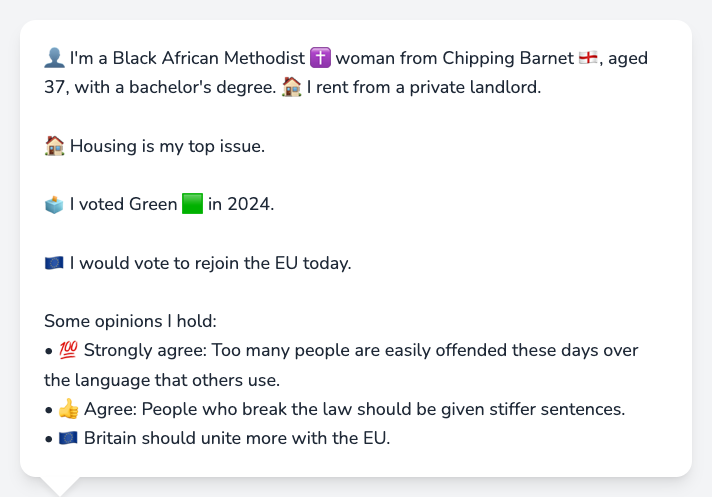 👤 I'm a Black African Methodist ✝️ woman from Chipping Barnet 🏴󠁧󠁢󠁥󠁮󠁧󠁿, aged
37, with a bachelor's degree. 🏠 I rent from a private landlord.
🏠 Housing is my top issue.
🗳️ I voted Green 🟩 in 2024.
🇪🇺 I would vote to rejoin the EU today.
Some opinions I hold:
• 💯 Strongly agree: Too many people are easily offended these days over
the language that others use.
• 👍 Agree: People who break the law should be given stiffer sentences.
• 🇪🇺 Britain should unite more with the EU.